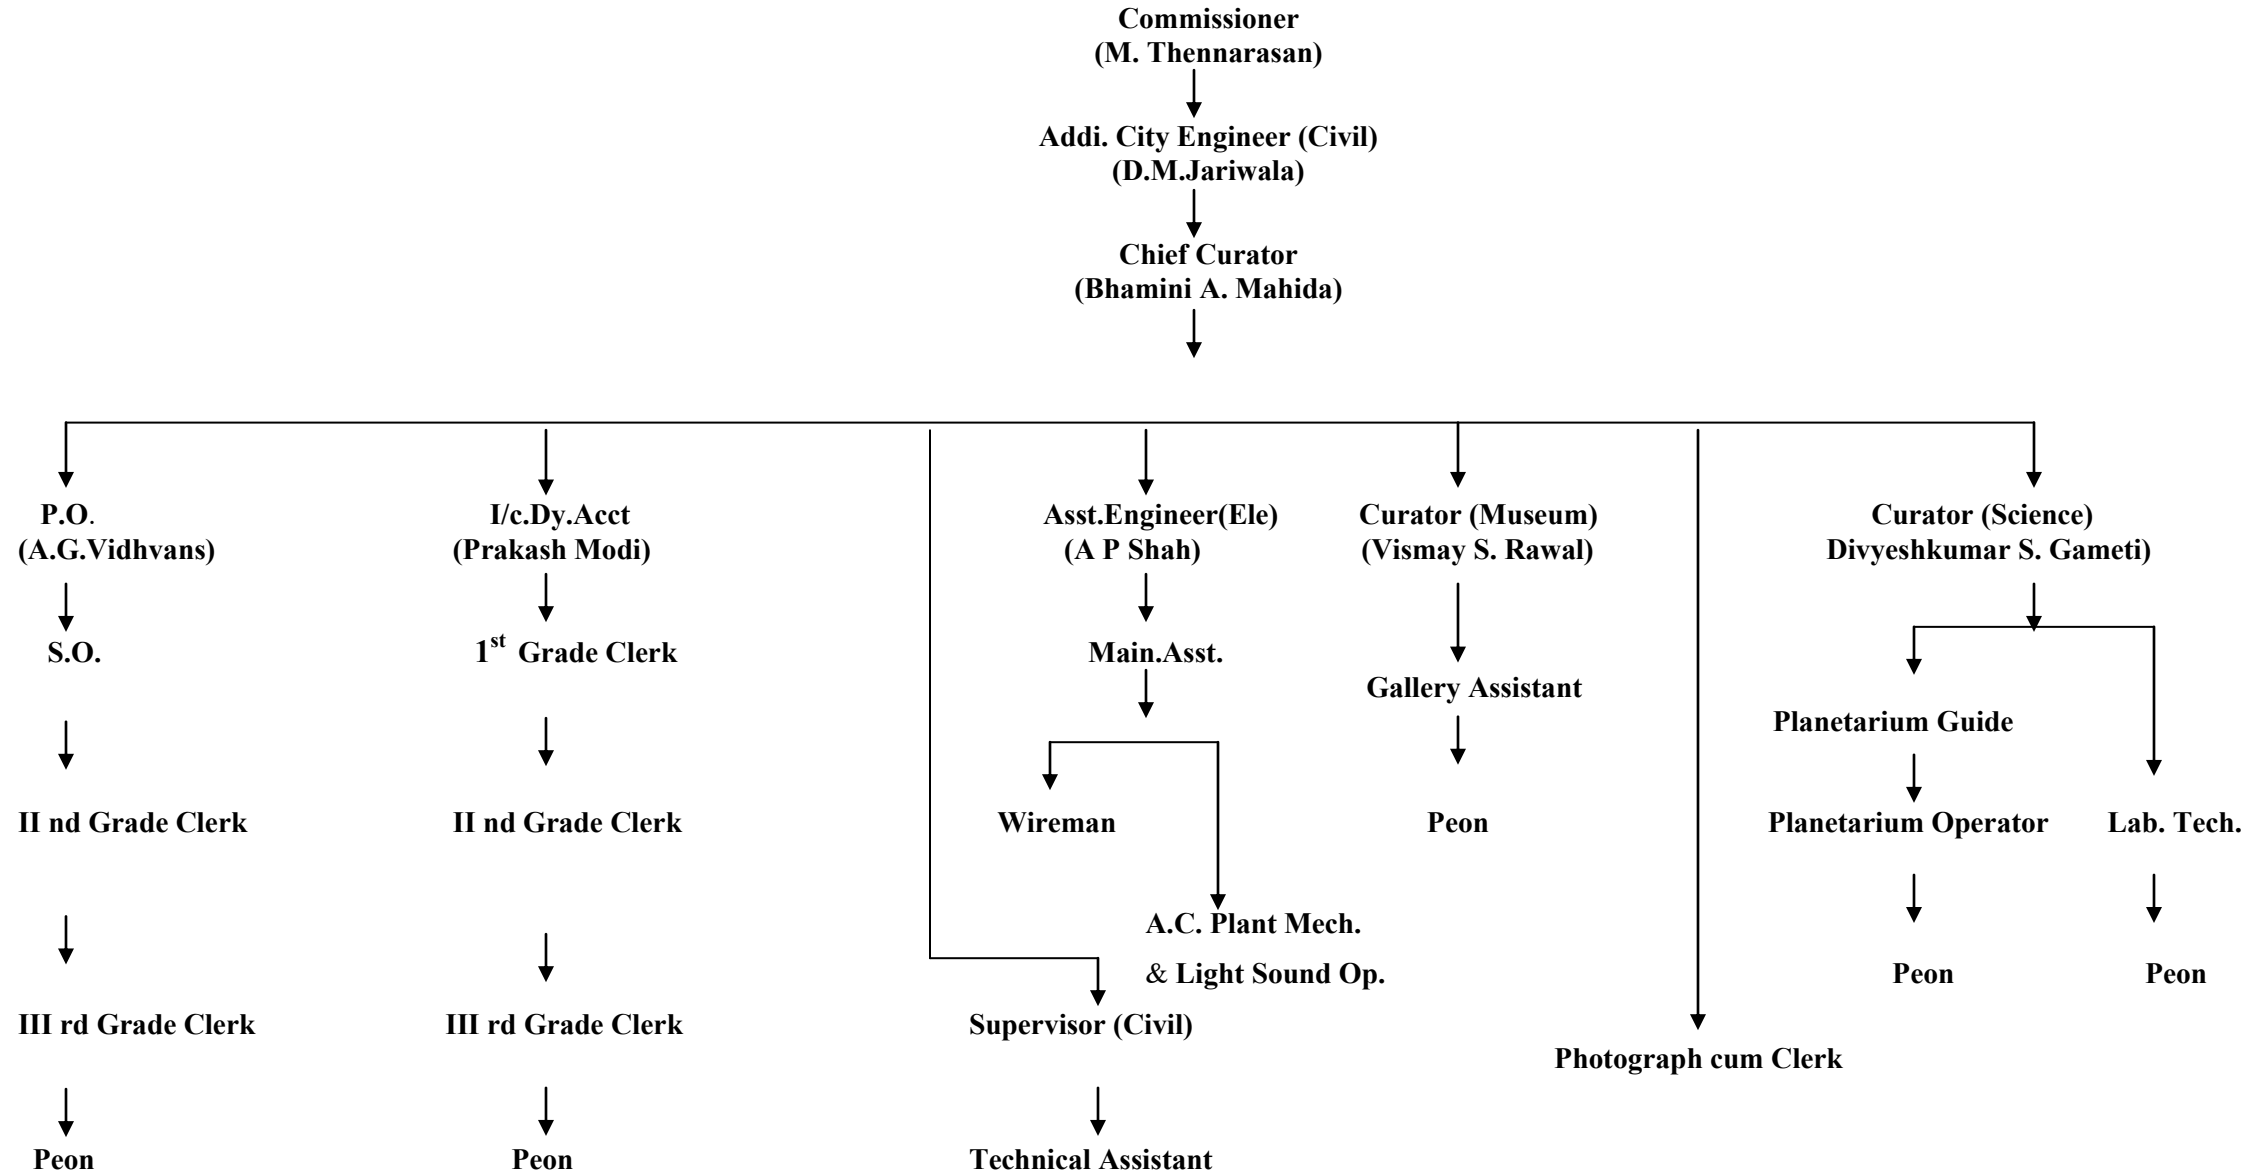 Commissioner
(M. Thennarasan)
Addi. City Engineer (Civil)
(D.M.Jariwala)
Chief Curator
(Bhamini A. Mahida)
P.O.
(A.G.Vidhvans)
I/c.Dy.Acct
(Prakash Modi)
Asst.Engineer(Ele)
(A P Shah)
Curator (Museum)
(Vismay S. Rawal)
Curator (Science)
Divyeshkumar S. Gameti)
S.O.
1st Grade Clerk
Main.Asst.
Gallery Assistant
Planetarium Guide
II nd Grade Clerk
II nd Grade Clerk
Wireman
Peon
Planetarium Operator
Lab. Tech.
A.C. Plant Mech.
& Light Sound Op.
Peon
Peon
III rd Grade Clerk
III rd Grade Clerk
Supervisor (Civil)
Photograph cum Clerk
Peon
Peon
Technical Assistant